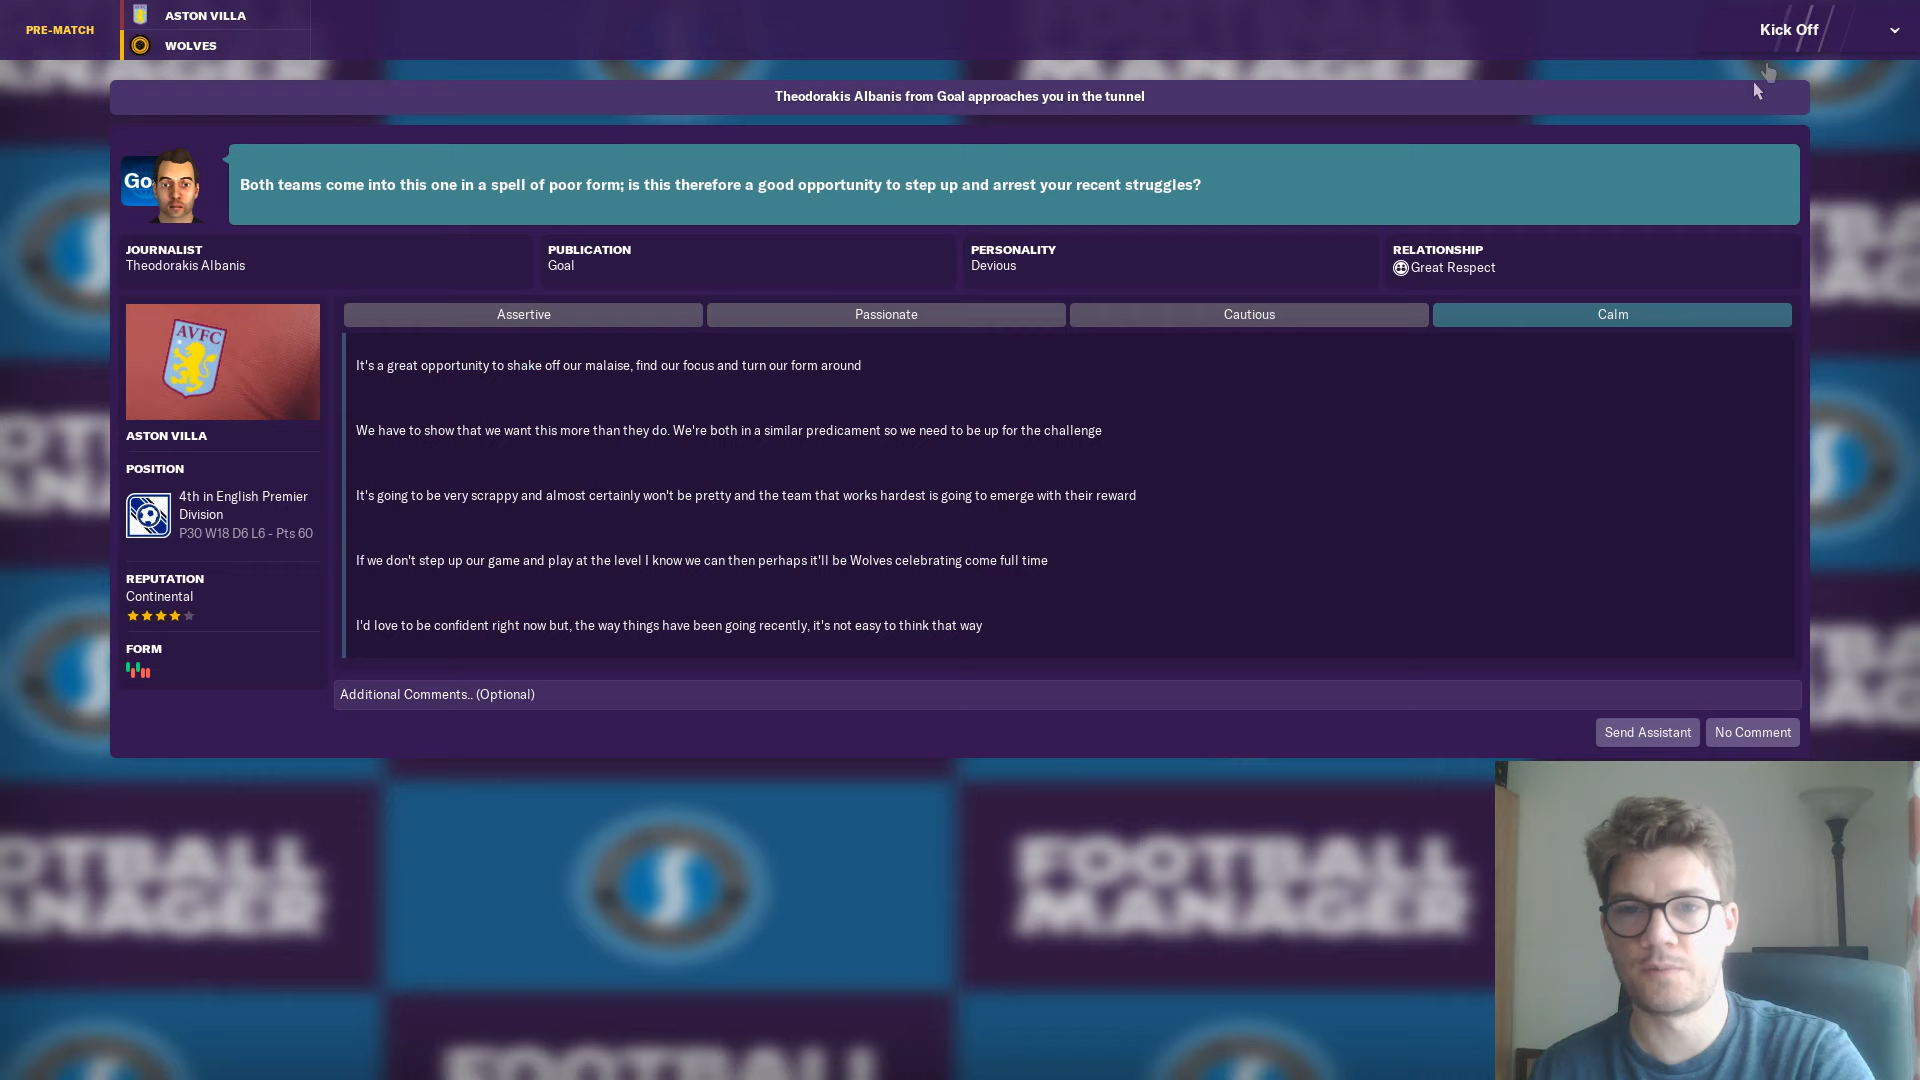 PRE-MATCH
ASTON VILLA
WOLVES
Kick Off
Theodorakis Albanis from Goal approaches you in the tunnel
Go
Both teams come into this one in a spell of poor form; is this therefore a good opportunity to step up and arrest your recent struggles?
JOURNALIST
Theodorakis Albanis
PUBLICATION
Goal
PERSONALITY
Devious
RELATIONSHIP
Great Respect
AVFC
ASTON VILLA
POSITION
4th in English Premier
Division
P30 W18 D6 L6 - Pts 60
REPUTATION
Continental
FORM
Assertive
Passionate
Cautious
Calm
It's a great opportunity to shake off our malaise, find our focus and turn our form around
We have to show that we want this more than they do. We're both in a similar predicament so we need to be up for the challenge
It's going to be very scrappy and almost certainly won't be pretty and the team that works hardest is going to emerge with their reward
If we don't step up our game and play at the level I know we can then perhaps it'll be Wolves celebrating come full time
I'd love to be confident right now but, the way things have been going recently, it's not easy to think that way
Additional Comments.. (Optional)
Send Assistant
No Comment
OTBALL
ANAGER
FOOTBALL
MANAGER
FOOTBALL